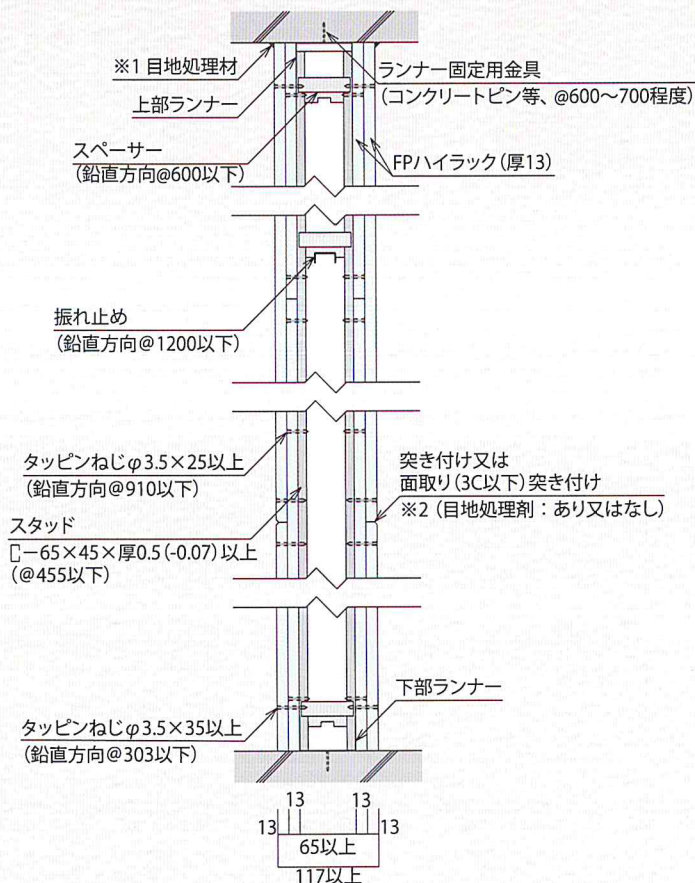 ※1 目地処理材
上部ランナー
ランナー固定用金具
(コンクリートピン等、@600〜700程度)
スペーサー
(鉛直方向@600以下)
FPハイラック(厚13)
振れ止め
(鉛直方向@1200以下)
タッピンねじφ3.5×25以上
(鉛直方向@910以下)
突き付け又は
面取り(3C以下)突き付け
※2 (目地処理剤:あり又はなし)
スタッド
[-65×45×厚0.5(-0.07)以上
(@455以下)
下部ランナー
タッピンねじφ3.5×35以上
(鉛直方向@303以下)
13 13
13 13
65以上
117以上